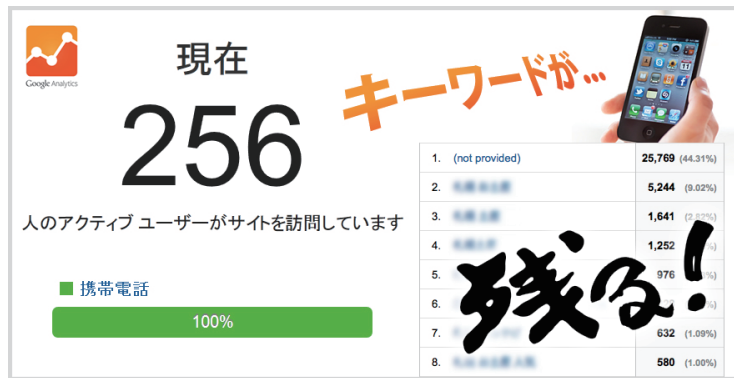 Google Analytics
現在
256
人のアクティブ ユーザーがサイトを訪問しています
携帯電話
100%
キーワードが...
1. (not provided) 25,769 (44.31%)
2. 5,244 (9.02%)
3. 1,641
4. 1,252
5. 976
6.
7. 632 (1.09%)
8. 580 (1.00%)
残る!